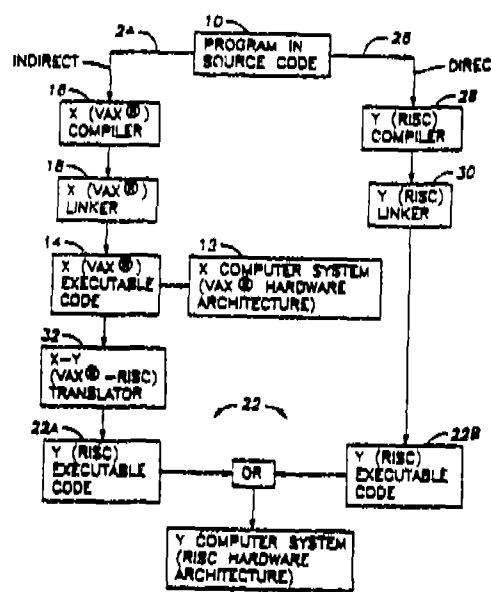 24
10
PROGRAM IN
SOURCE CODE
26
INDIRECT
DIREC
16
X (VAX®)
COMPILER
28
Y (RISC)
COMPILER
18
X (VAX®)
LINKER
30
Y (RISC)
LINKER
14
X (VAX®)
EXECUTABLE
CODE
12
X COMPUTER SYSTEM
(VAX® HARDWARE
ARCHITECTURE)
32
X-Y
(VAX®-RISC)
TRANSLATOR
22
22A
Y (RISC)
EXECUTABLE
CODE
OR
22B
Y (RISC)
EXECUTABLE
CODE
Y COMPUTER SYSTEM
(RISC HARDWARE
ARCHITECTURE)